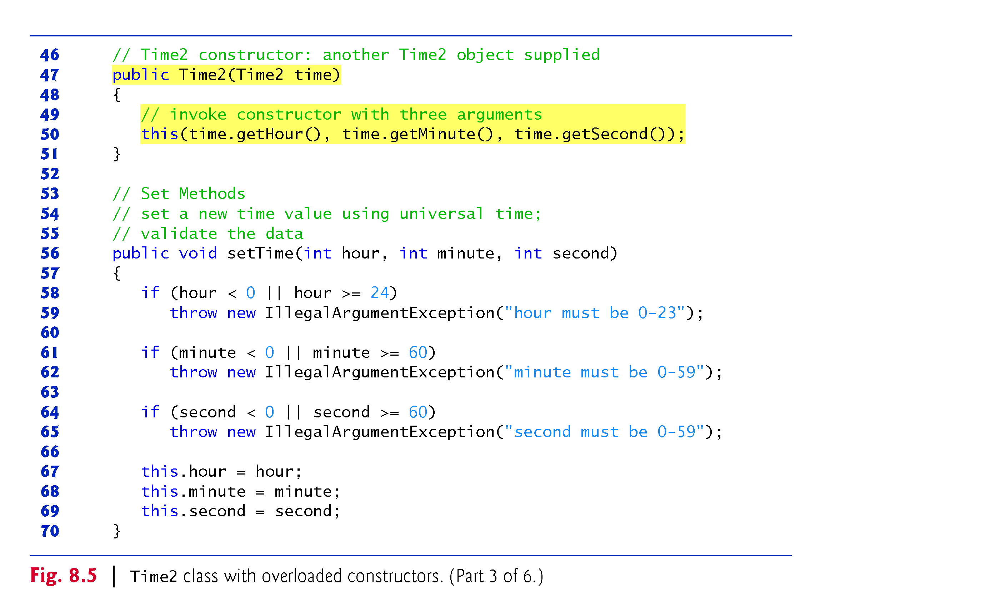 46 // Time2 constructor: another Time2 object supplied
47 public Time2(Time2 time)
48 {
49 // invoke constructor with three arguments
50 this(time.getHour(), time.getMinute(), time.getSecond());
51 }
52
53 // Set Methods
54 // set a new time value using universal time;
55 // validate the data
56 public void setTime(int hour, int minute, int second)
57 {
58 if (hour < 0 || hour >= 24)
59 throw new IllegalArgumentException("hour must be 0-23");
60
61 if (minute < 0 || minute >= 60)
62 throw new IllegalArgumentException("minute must be 0-59");
63
64 if (second < 0 || second >= 60)
65 throw new IllegalArgumentException("second must be 0-59");
66
67 this.hour = hour;
68 this.minute = minute;
69 this.second = second;
70 }
Fig. 8.5 | Time2 class with overloaded constructors. (Part 3 of 6.)